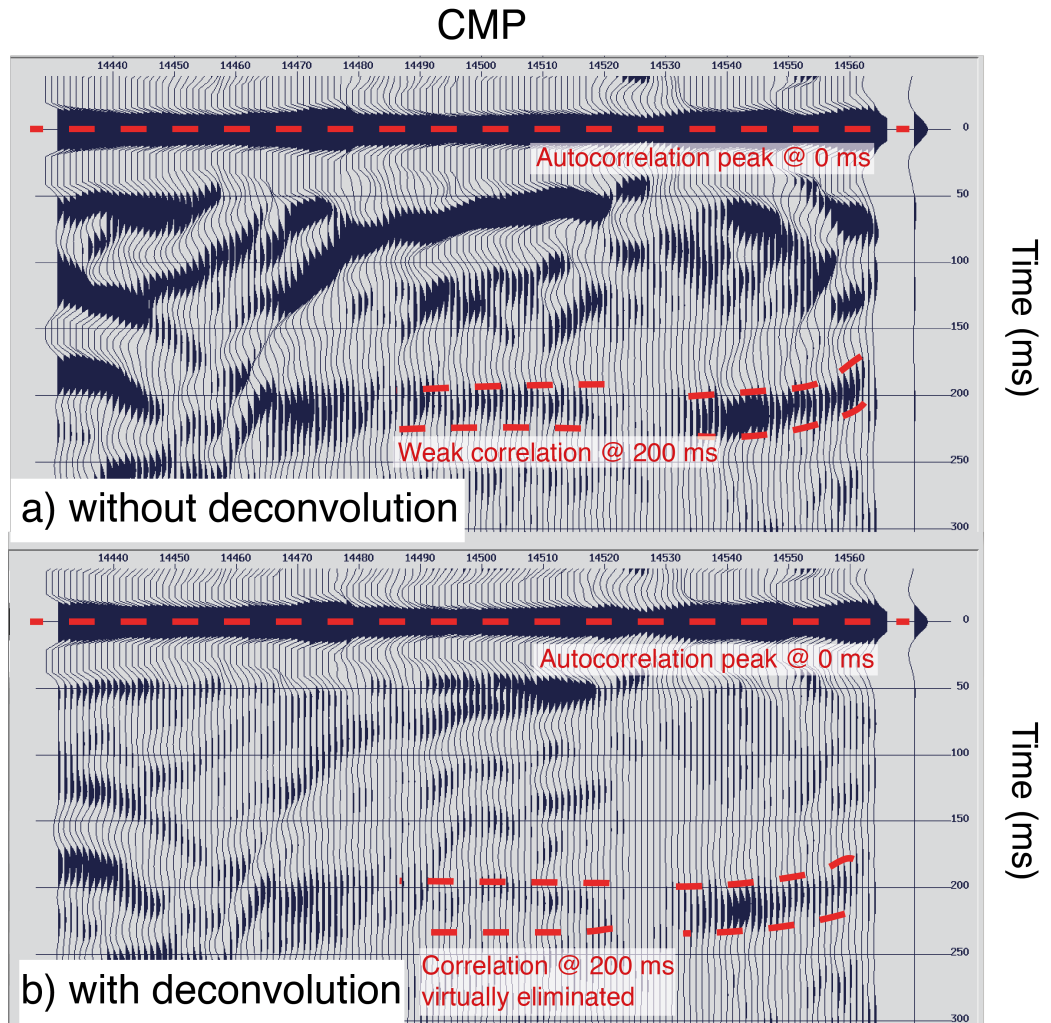 CMP
14440 14450 14460 14470 14480 14490 14500 14510 14520 14530 14540 14550 14560
0
Autocorrelation peak @ 0 ms
50
100
150
200
Weak correlation @ 200 ms
250
a) without deconvolution
300
Time (ms)
14440 14450 14460 14470 14480 14490 14500 14510 14520 14530 14540 14550 14560
0
Autocorrelation peak @ 0 ms
50
100
150
200
250
Correlation @ 200 ms
virtually eliminated
b) with deconvolution
300
Time (ms)